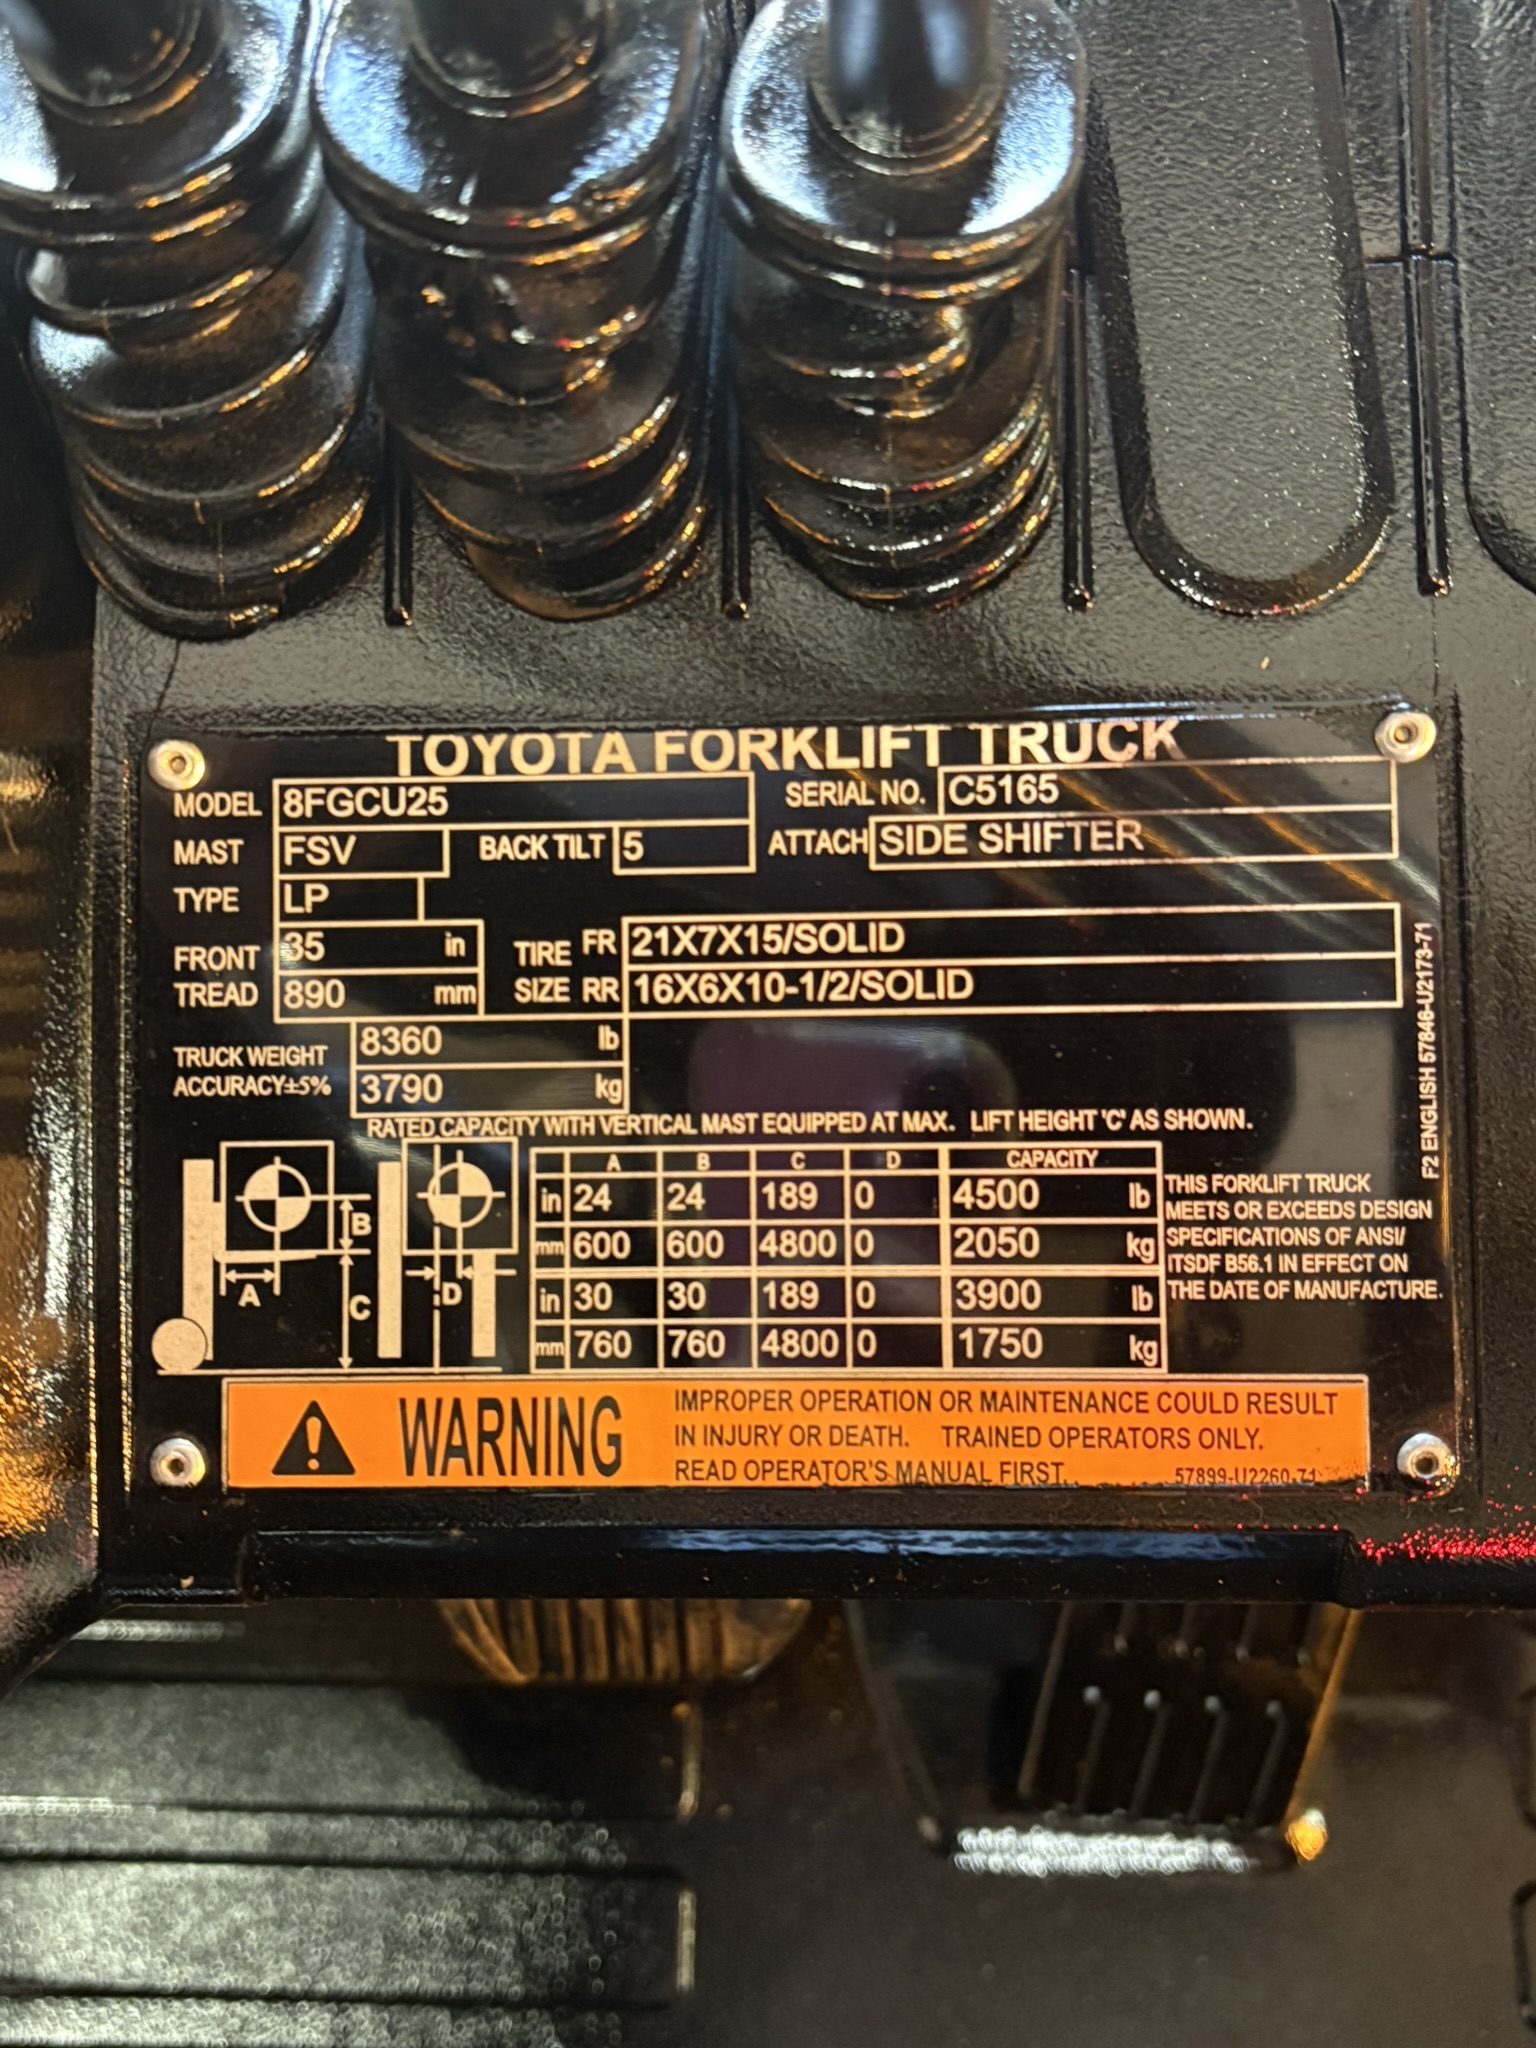 TOYOTA FORKLIFT TRUCK
MODEL 8FGCU25 SERIAL NO. C5165
MAST FSV BACK TILT 5 ATTACH SIDE SHIFTER
TYPE LP
FRONT TREAD 35 in TIRE SIZE FR 21X7X15/SOLID
890 mm RR 16X6X10-1/2/SOLID
TRUCK WEIGHT 8360 lb
ACCURACY±5% 3790 kg
RATED CAPACITY WITH VERTICAL MAST EQUIPPED AT MAX. LIFT HEIGHT 'C' AS SHOWN.
A B C D CAPACITY
in 24 24 189 0 4500 lb
mm 600 600 4800 0 2050 kg
in 30 30 189 0 3900 lb
mm 760 760 4800 0 1750 kg
B
A
C
D
THIS FORKLIFT TRUCK
MEETS OR EXCEEDS DESIGN
SPECIFICATIONS OF ANSI/
ITSDF B56.1 IN EFFECT ON
THE DATE OF MANUFACTURE.
F2 ENGLISH 57846-U2173-71
WARNING
IMPROPER OPERATION OR MAINTENANCE COULD RESULT
IN INJURY OR DEATH. TRAINED OPERATORS ONLY.
READ OPERATOR'S MANUAL FIRST.
57899-U2260-71